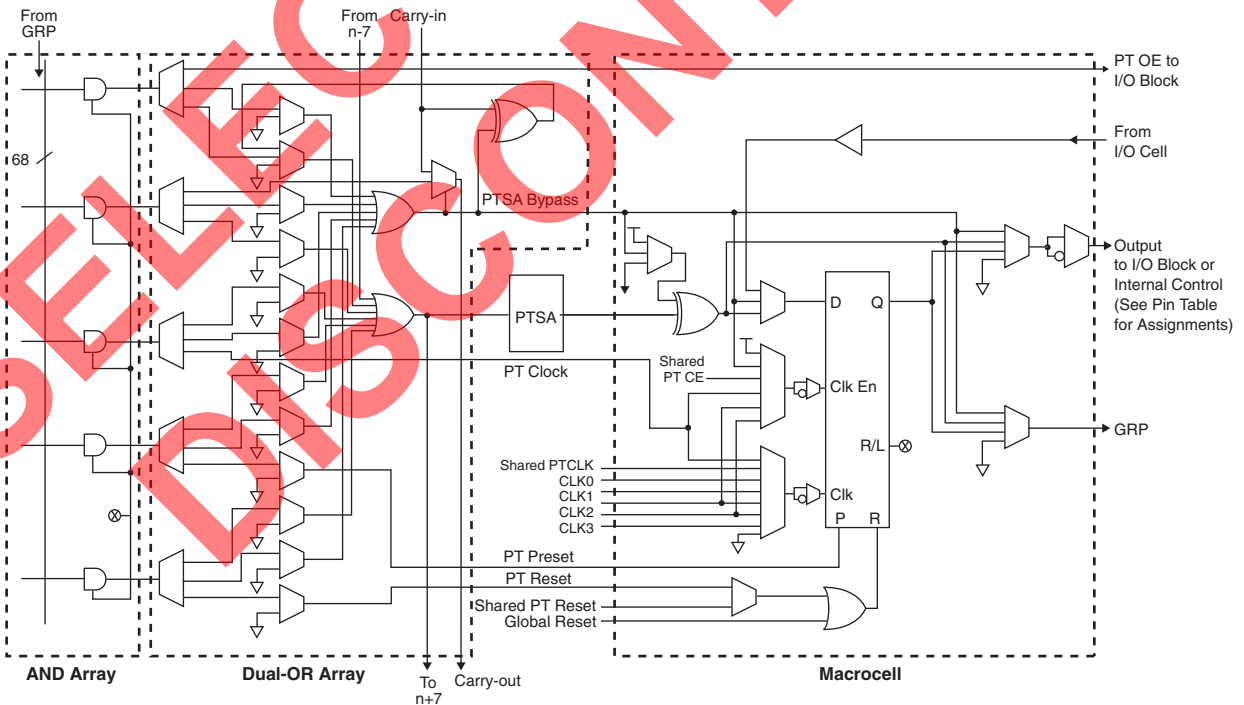 From
GRP
From
n-7
Carry-in
PT OE to
I/O Block
From
I/O Cell
68
PTSA Bypass
Output
to I/O Block or
Internal Control
(See Pin Table
for Assignments)
PTSA
D
Q
PT Clock
Shared
PT CE
Clk En
GRP
R/L
Shared PTCLK
CLK0
CLK1
CLK2
CLK3
Clk
P
R
PT Preset
PT Reset
Shared PT Reset
Global Reset
AND Array
Dual-OR Array
Macrocell
To
n+7
Carry-out
SELEC
DISCONT